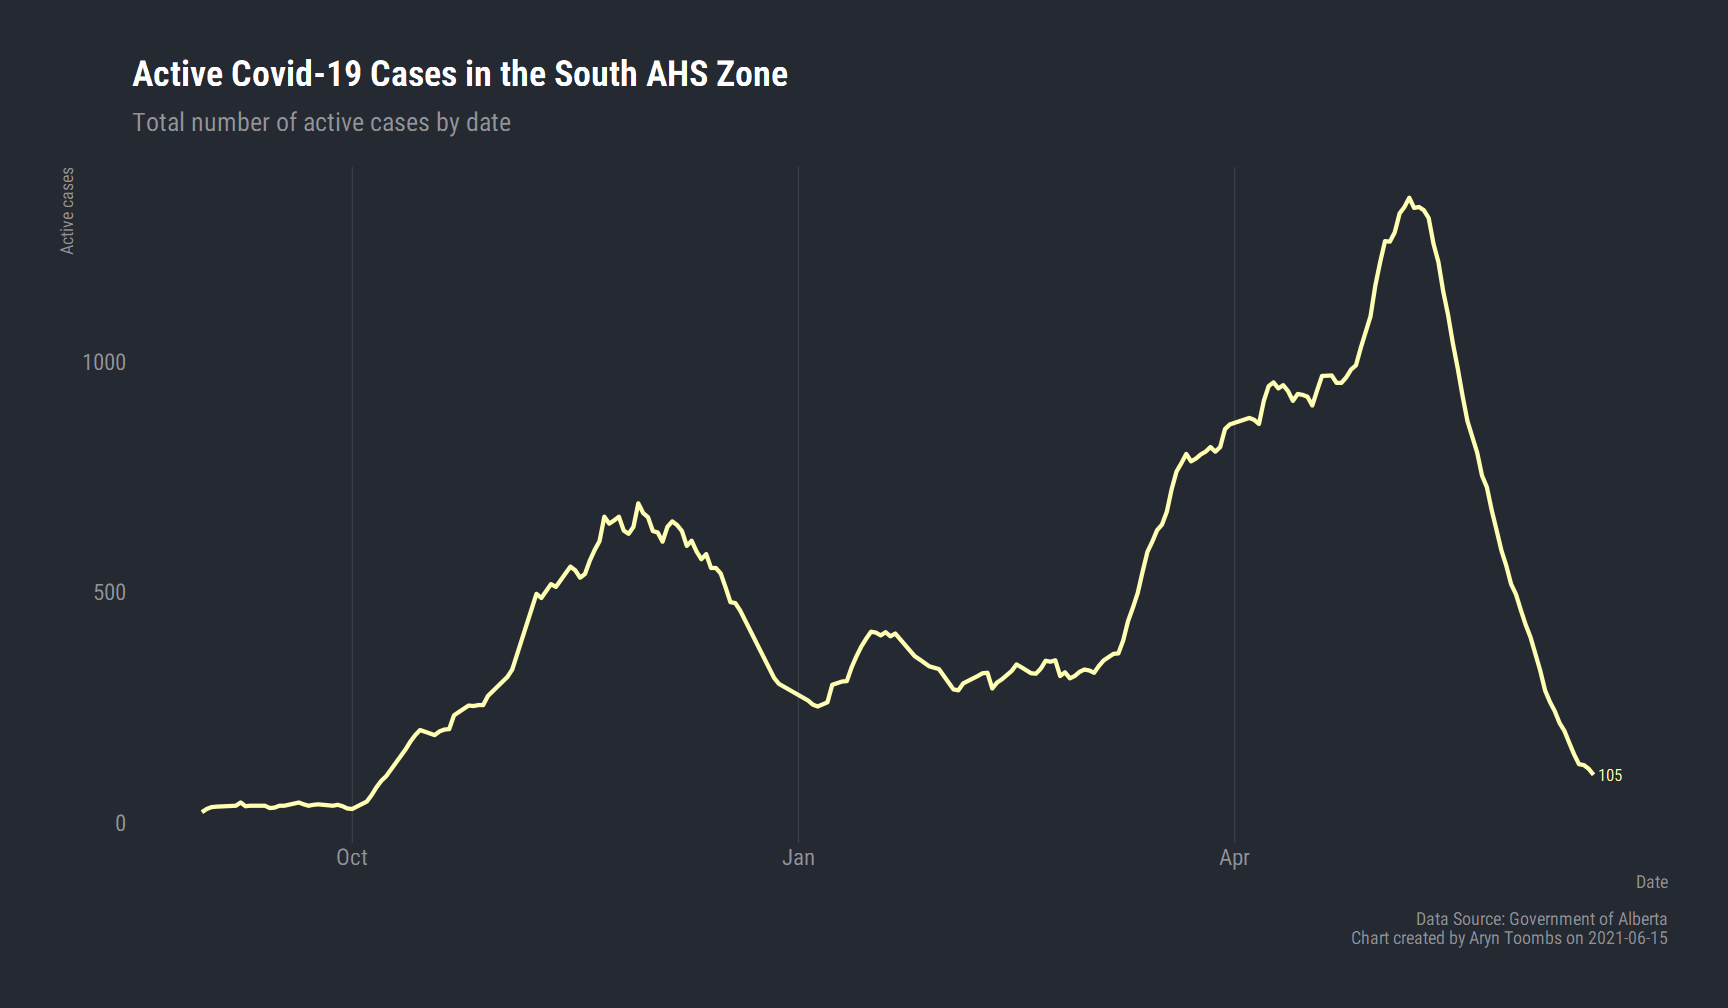 Active Covid-19 Cases in the South AHS Zone
Total number of active cases by date
Active cases
1000
500
0
105
Oct
Jan
Apr
Date
Data Source: Government of Alberta
Chart created by Aryn Toombs on 2021-06-15